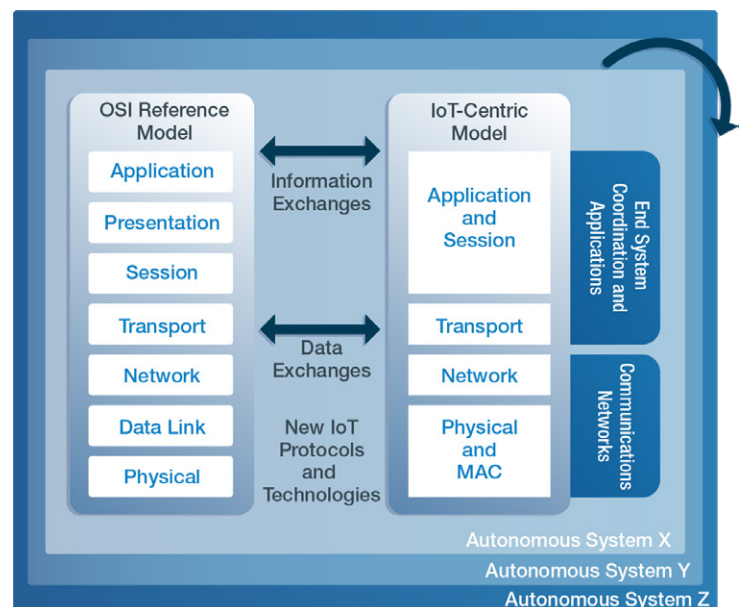 OSI Reference
Model
Application
Presentation
Session
Transport
Network
Data Link
Physical
Information
Exchanges
Data
Exchanges
New IoT
Protocols
and
Technologies
IoT-Centric
Model
Application
and
Session
Transport
Network
Physical
and
MAC
End System
Coordination and
Applications
Communications
Networks
Autonomous System X
Autonomous System Y
Autonomous System Z